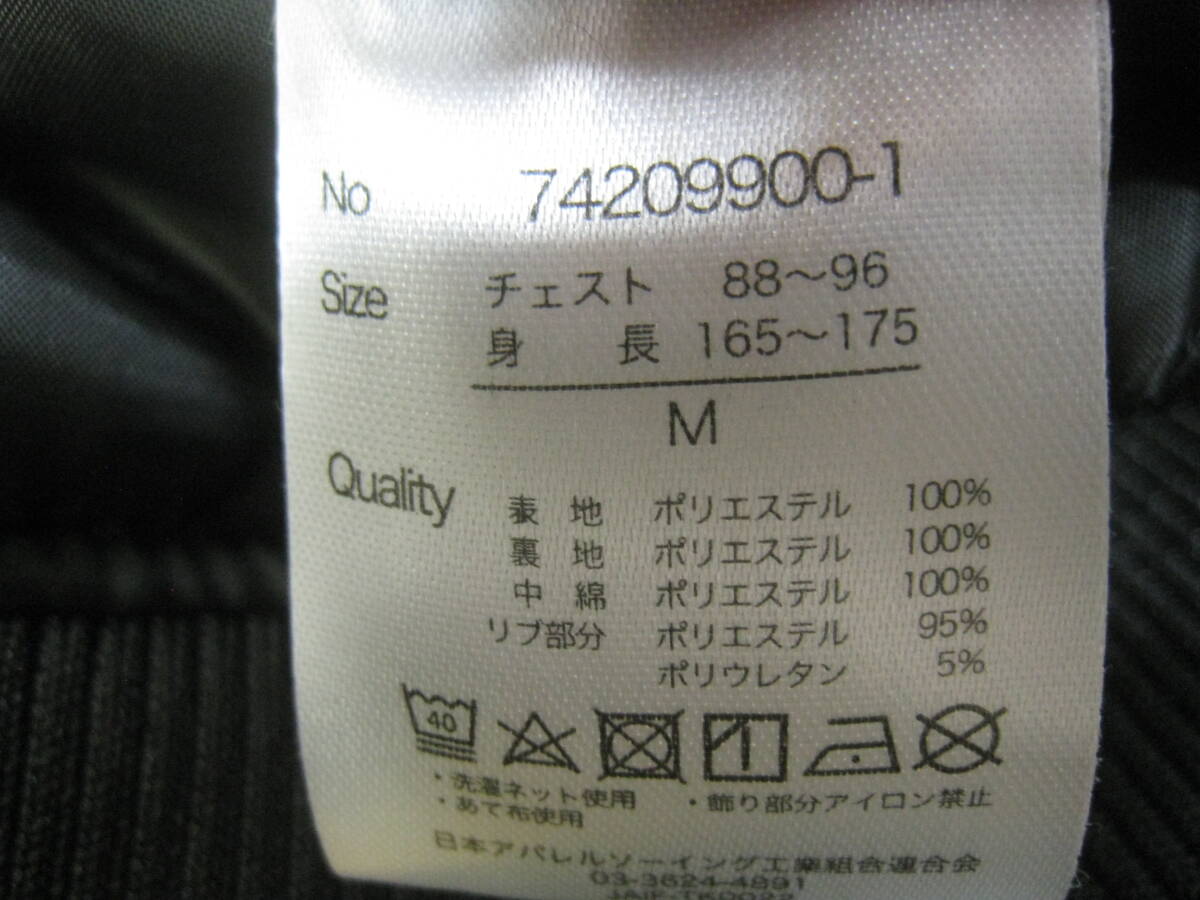 No 74209900-1
Size チェスト 88～96
身 長 165～175
M
Quality 表 地 ポリエステル 100%
裏 地 ポリエステル 100%
中 綿 ポリエステル 100%
リブ部分 ポリエステル 95%
ポリウレタン 5%
40
・洗濯ネット使用 ・飾り部分アイロン禁止
・あて布使用
日本アパレルソーイング工業組合連合会
03-3624-4891